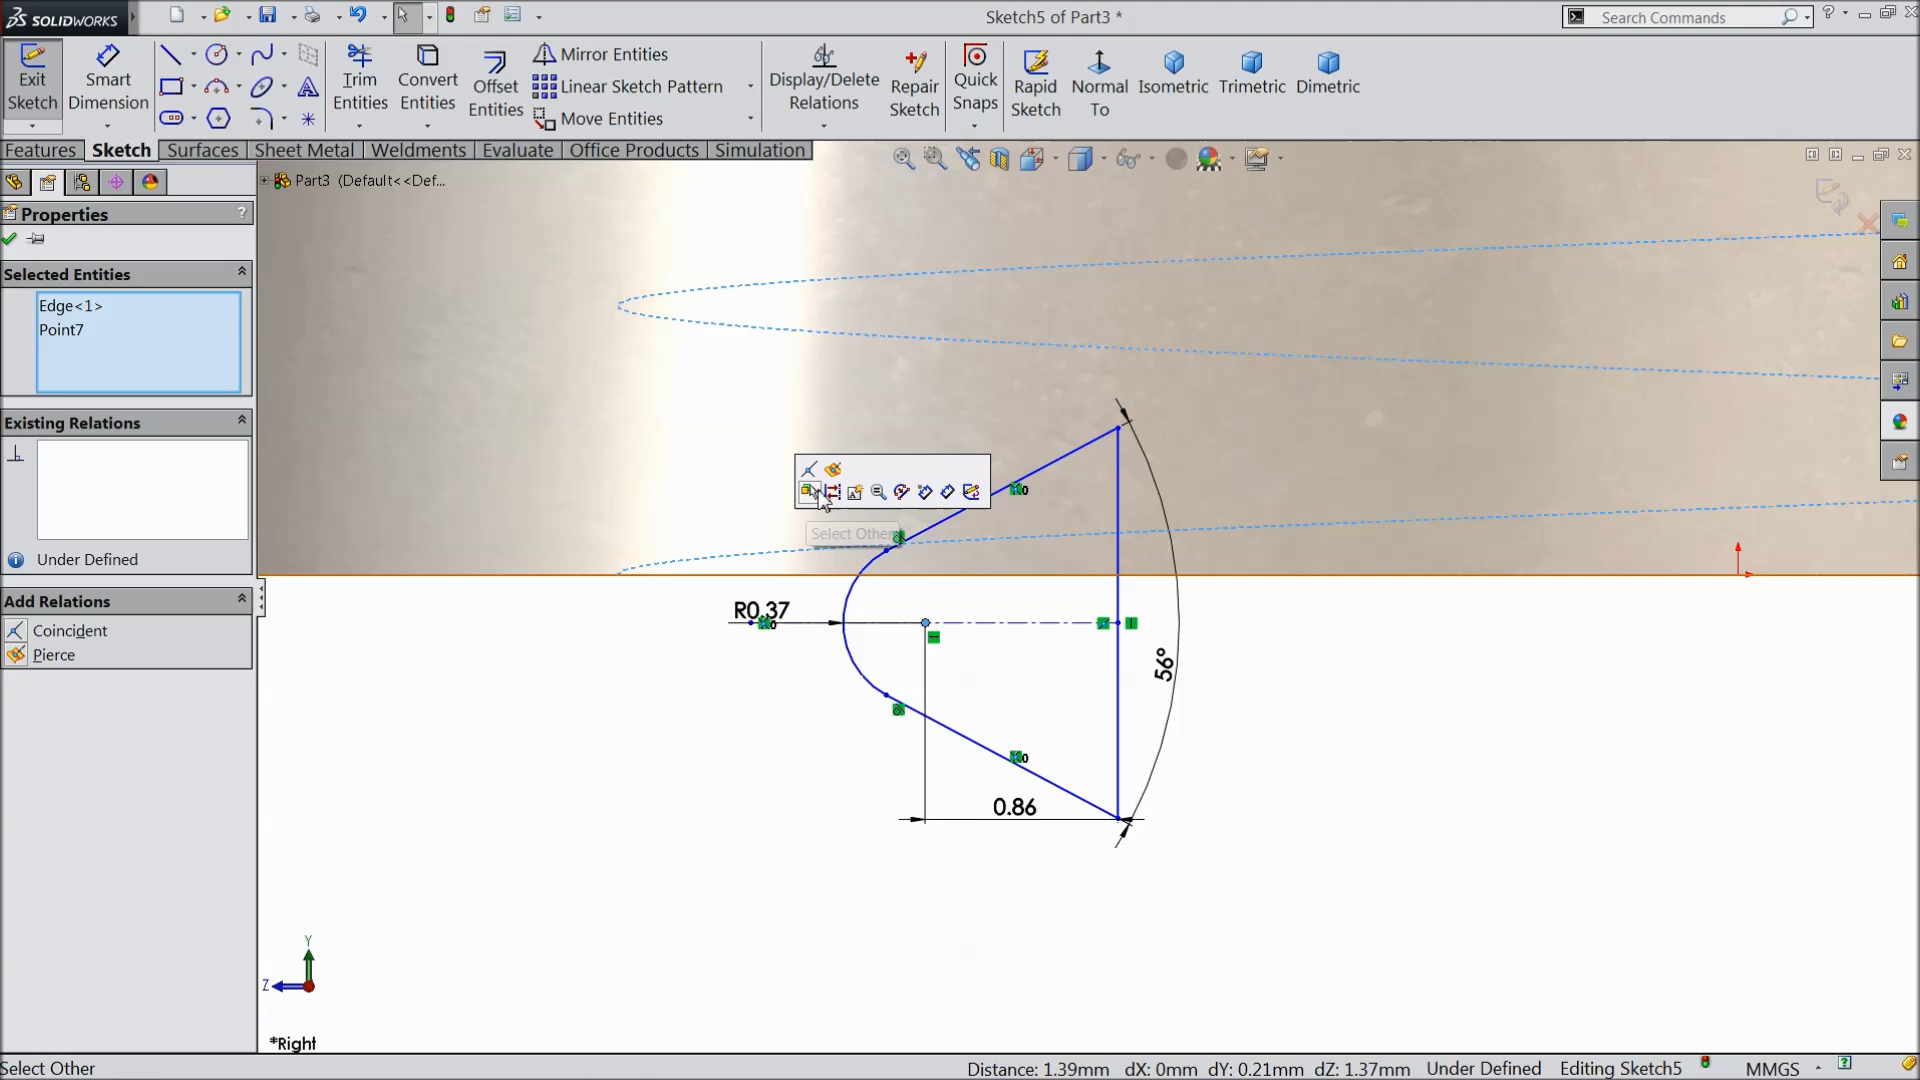 SOLIDWORKS
Sketch5 of Part3 *
Search Commands
Exit Sketch
Smart Dimension
Trim Entities
Convert Entities
Offset Entities
Mirror Entities
Linear Sketch Pattern
Move Entities
Display/Delete Relations
Repair Sketch
Quick Snaps
Rapid Sketch
Normal To
Isometric
Trimetric
Dimetric
Features
Sketch
Surfaces
Sheet Metal
Weldments
Evaluate
Office Products
Simulation
Part3 (Default<<Def...
Properties
?
Selected Entities
Edge<1>
Point7
Existing Relations
Under Defined
Add Relations
Coincident
Pierce
Select Other
R0.37
56°
0.86
Y
Z
*Right
Select Other
Distance: 1.39mm dX: 0mm dY: 0.21mm dZ: 1.37mm
Under Defined
Editing Sketch5
MMGS